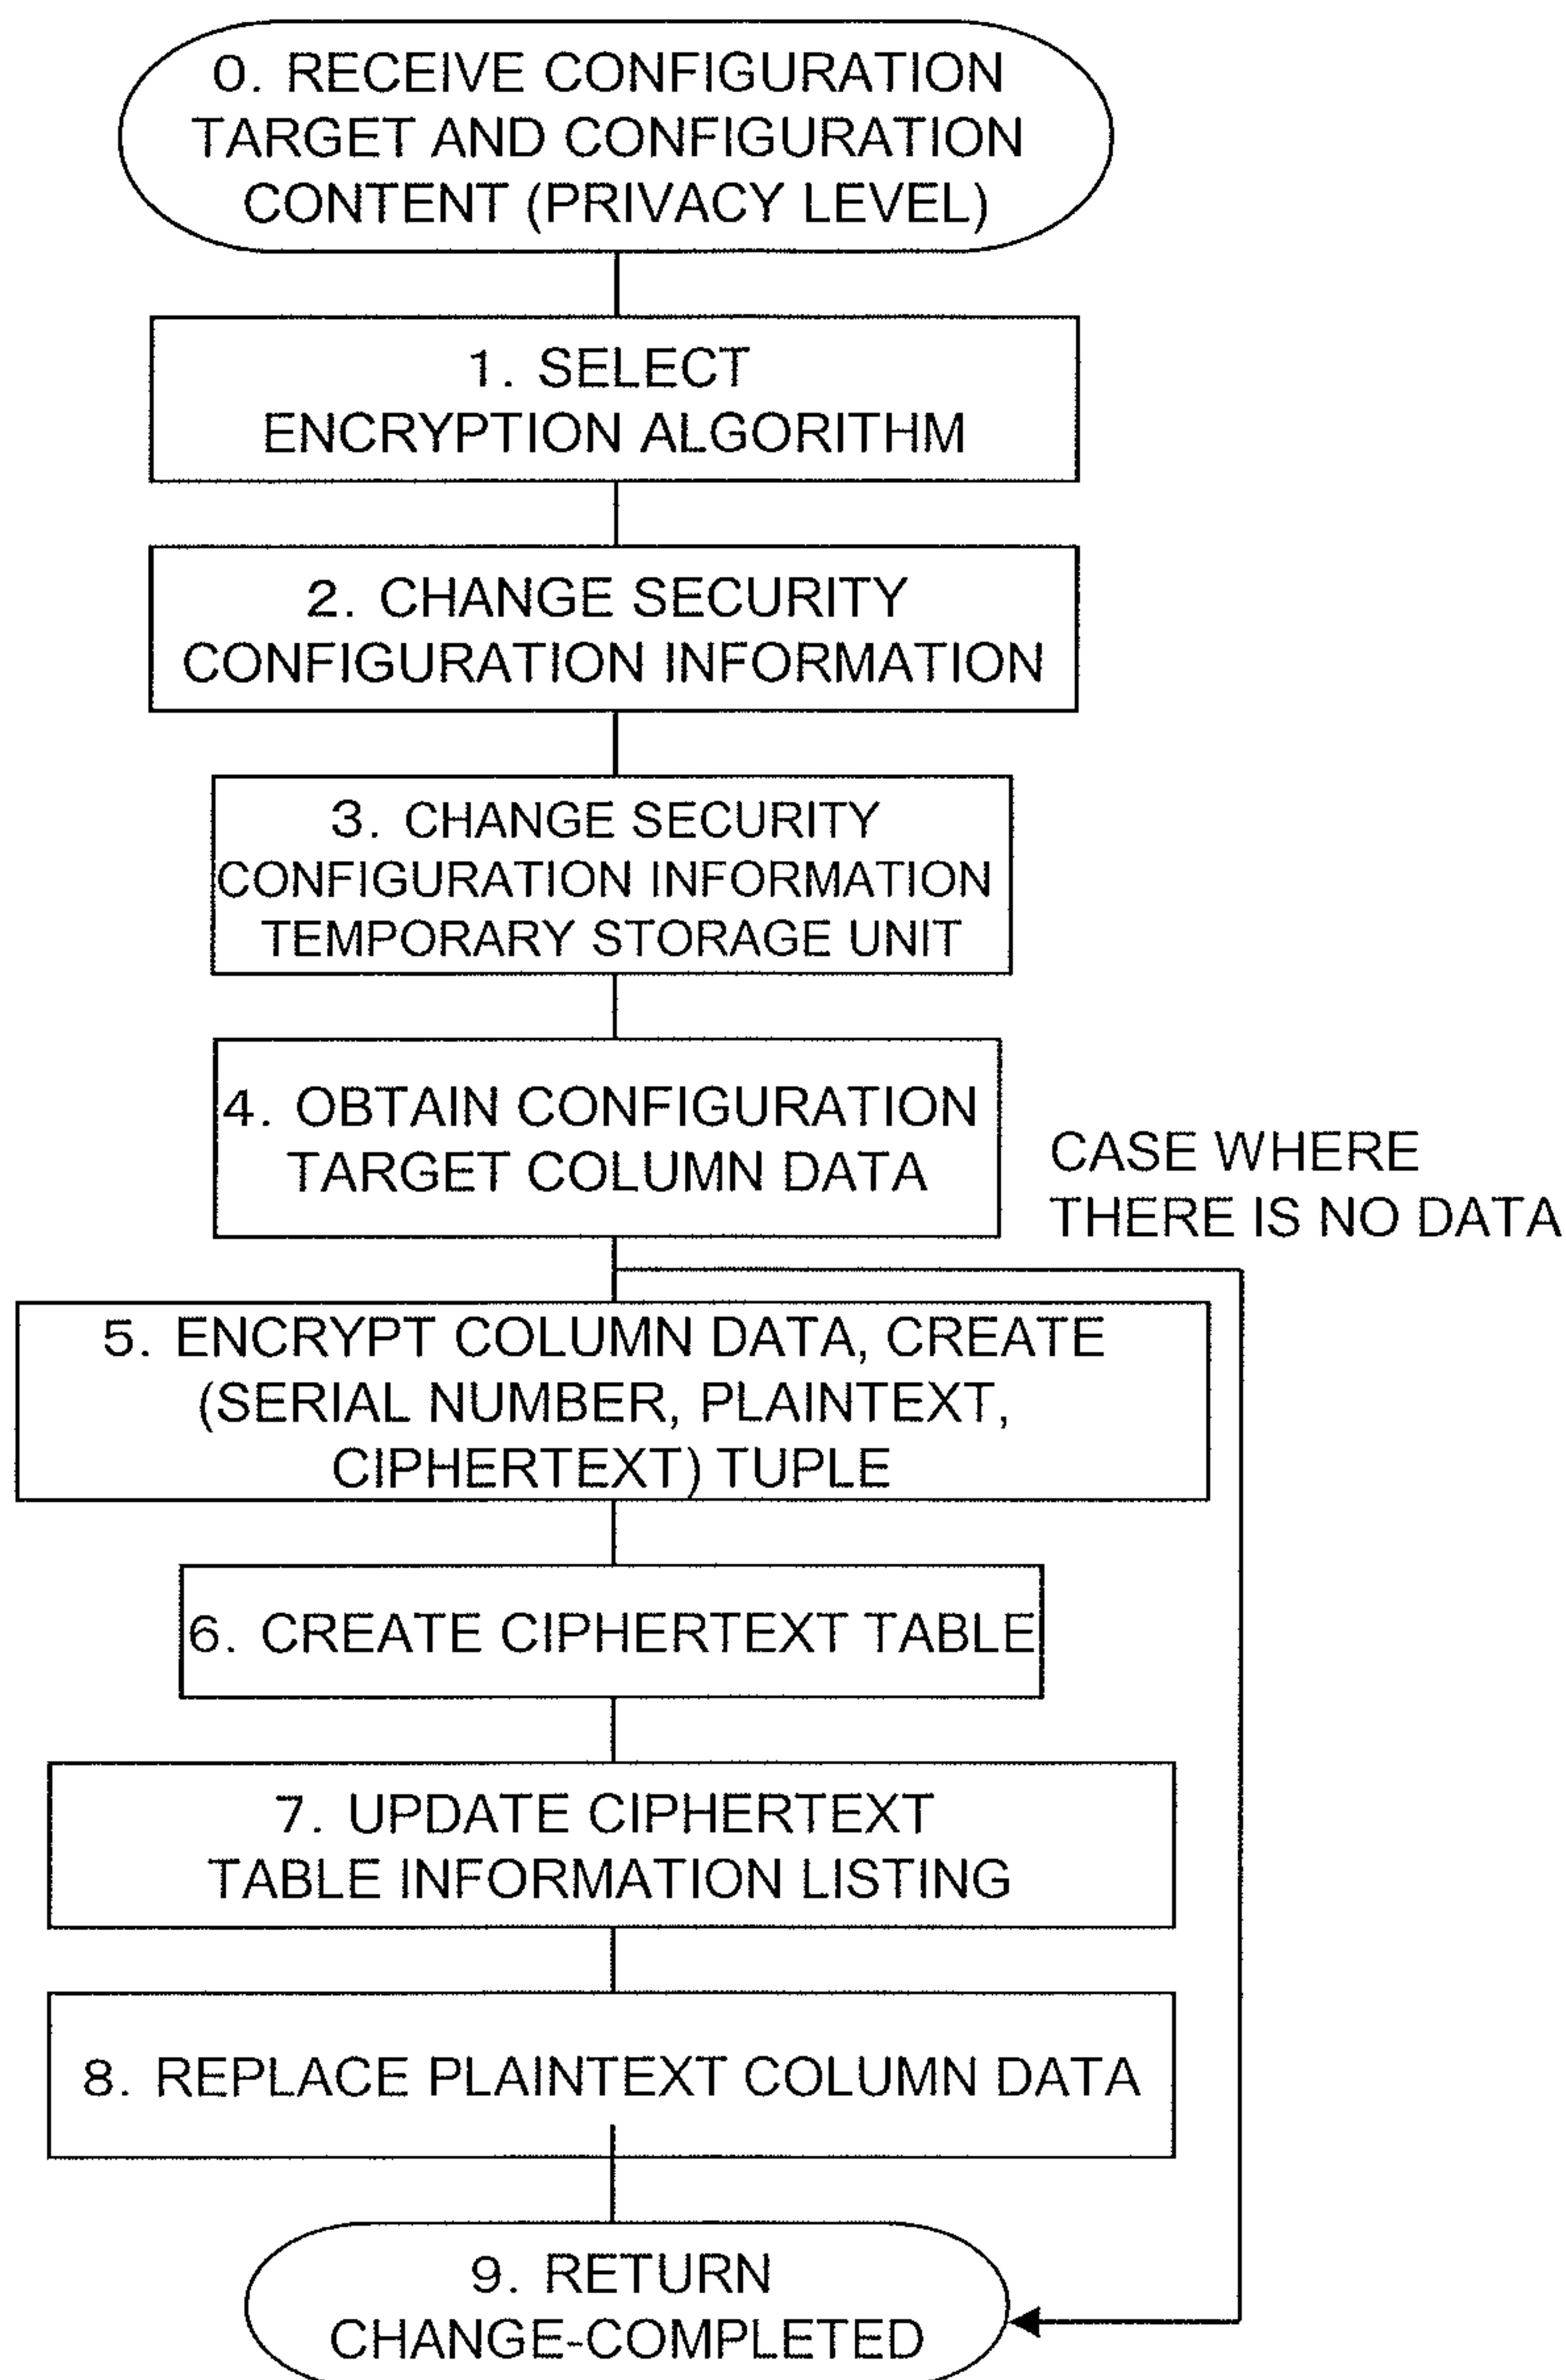 0. RECEIVE CONFIGURATION
TARGET AND CONFIGURATION
CONTENT (PRIVACY LEVEL)
1. SELECT
ENCRYPTION ALGORITHM
2. CHANGE SECURITY
CONFIGURATION INFORMATION
3. CHANGE SECURITY
CONFIGURATION INFORMATION
TEMPORARY STORAGE UNIT
4. OBTAIN CONFIGURATION
TARGET COLUMN DATA
CASE WHERE
THERE IS NO DATA
5. ENCRYPT COLUMN DATA, CREATE
(SERIAL NUMBER, PLAINTEXT,
CIPHERTEXT) TUPLE
6. CREATE CIPHERTEXT TABLE
7. UPDATE CIPHERTEXT
TABLE INFORMATION LISTING
8. REPLACE PLAINTEXT COLUMN DATA
9. RETURN
CHANGE-COMPLETED